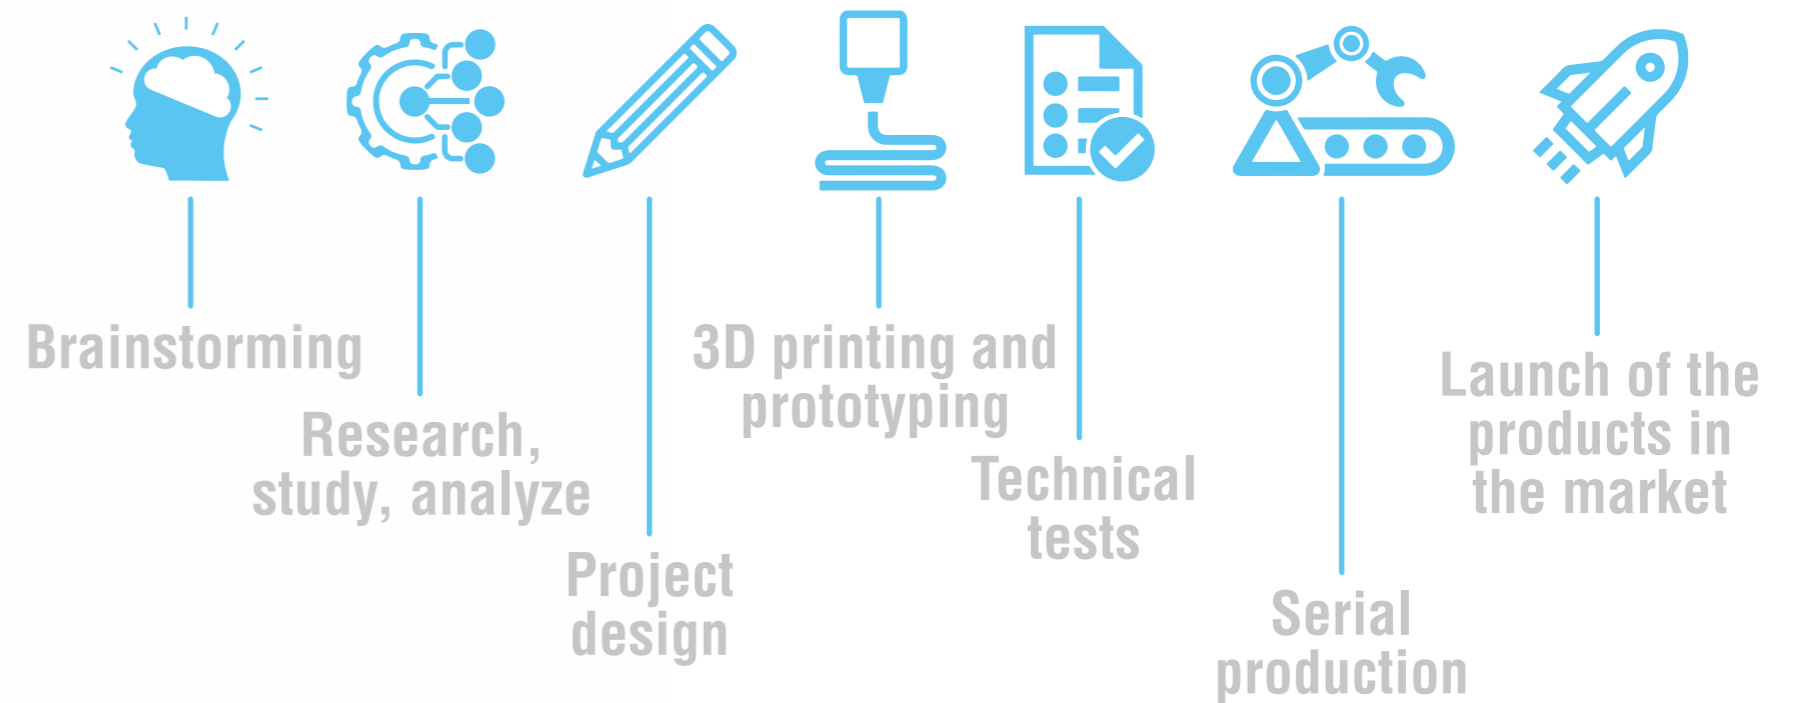 Brainstorming
Research,
study, analyze
Project
design
3D printing and
prototyping
Technical
tests
Serial
production
Launch of the
products in
the market